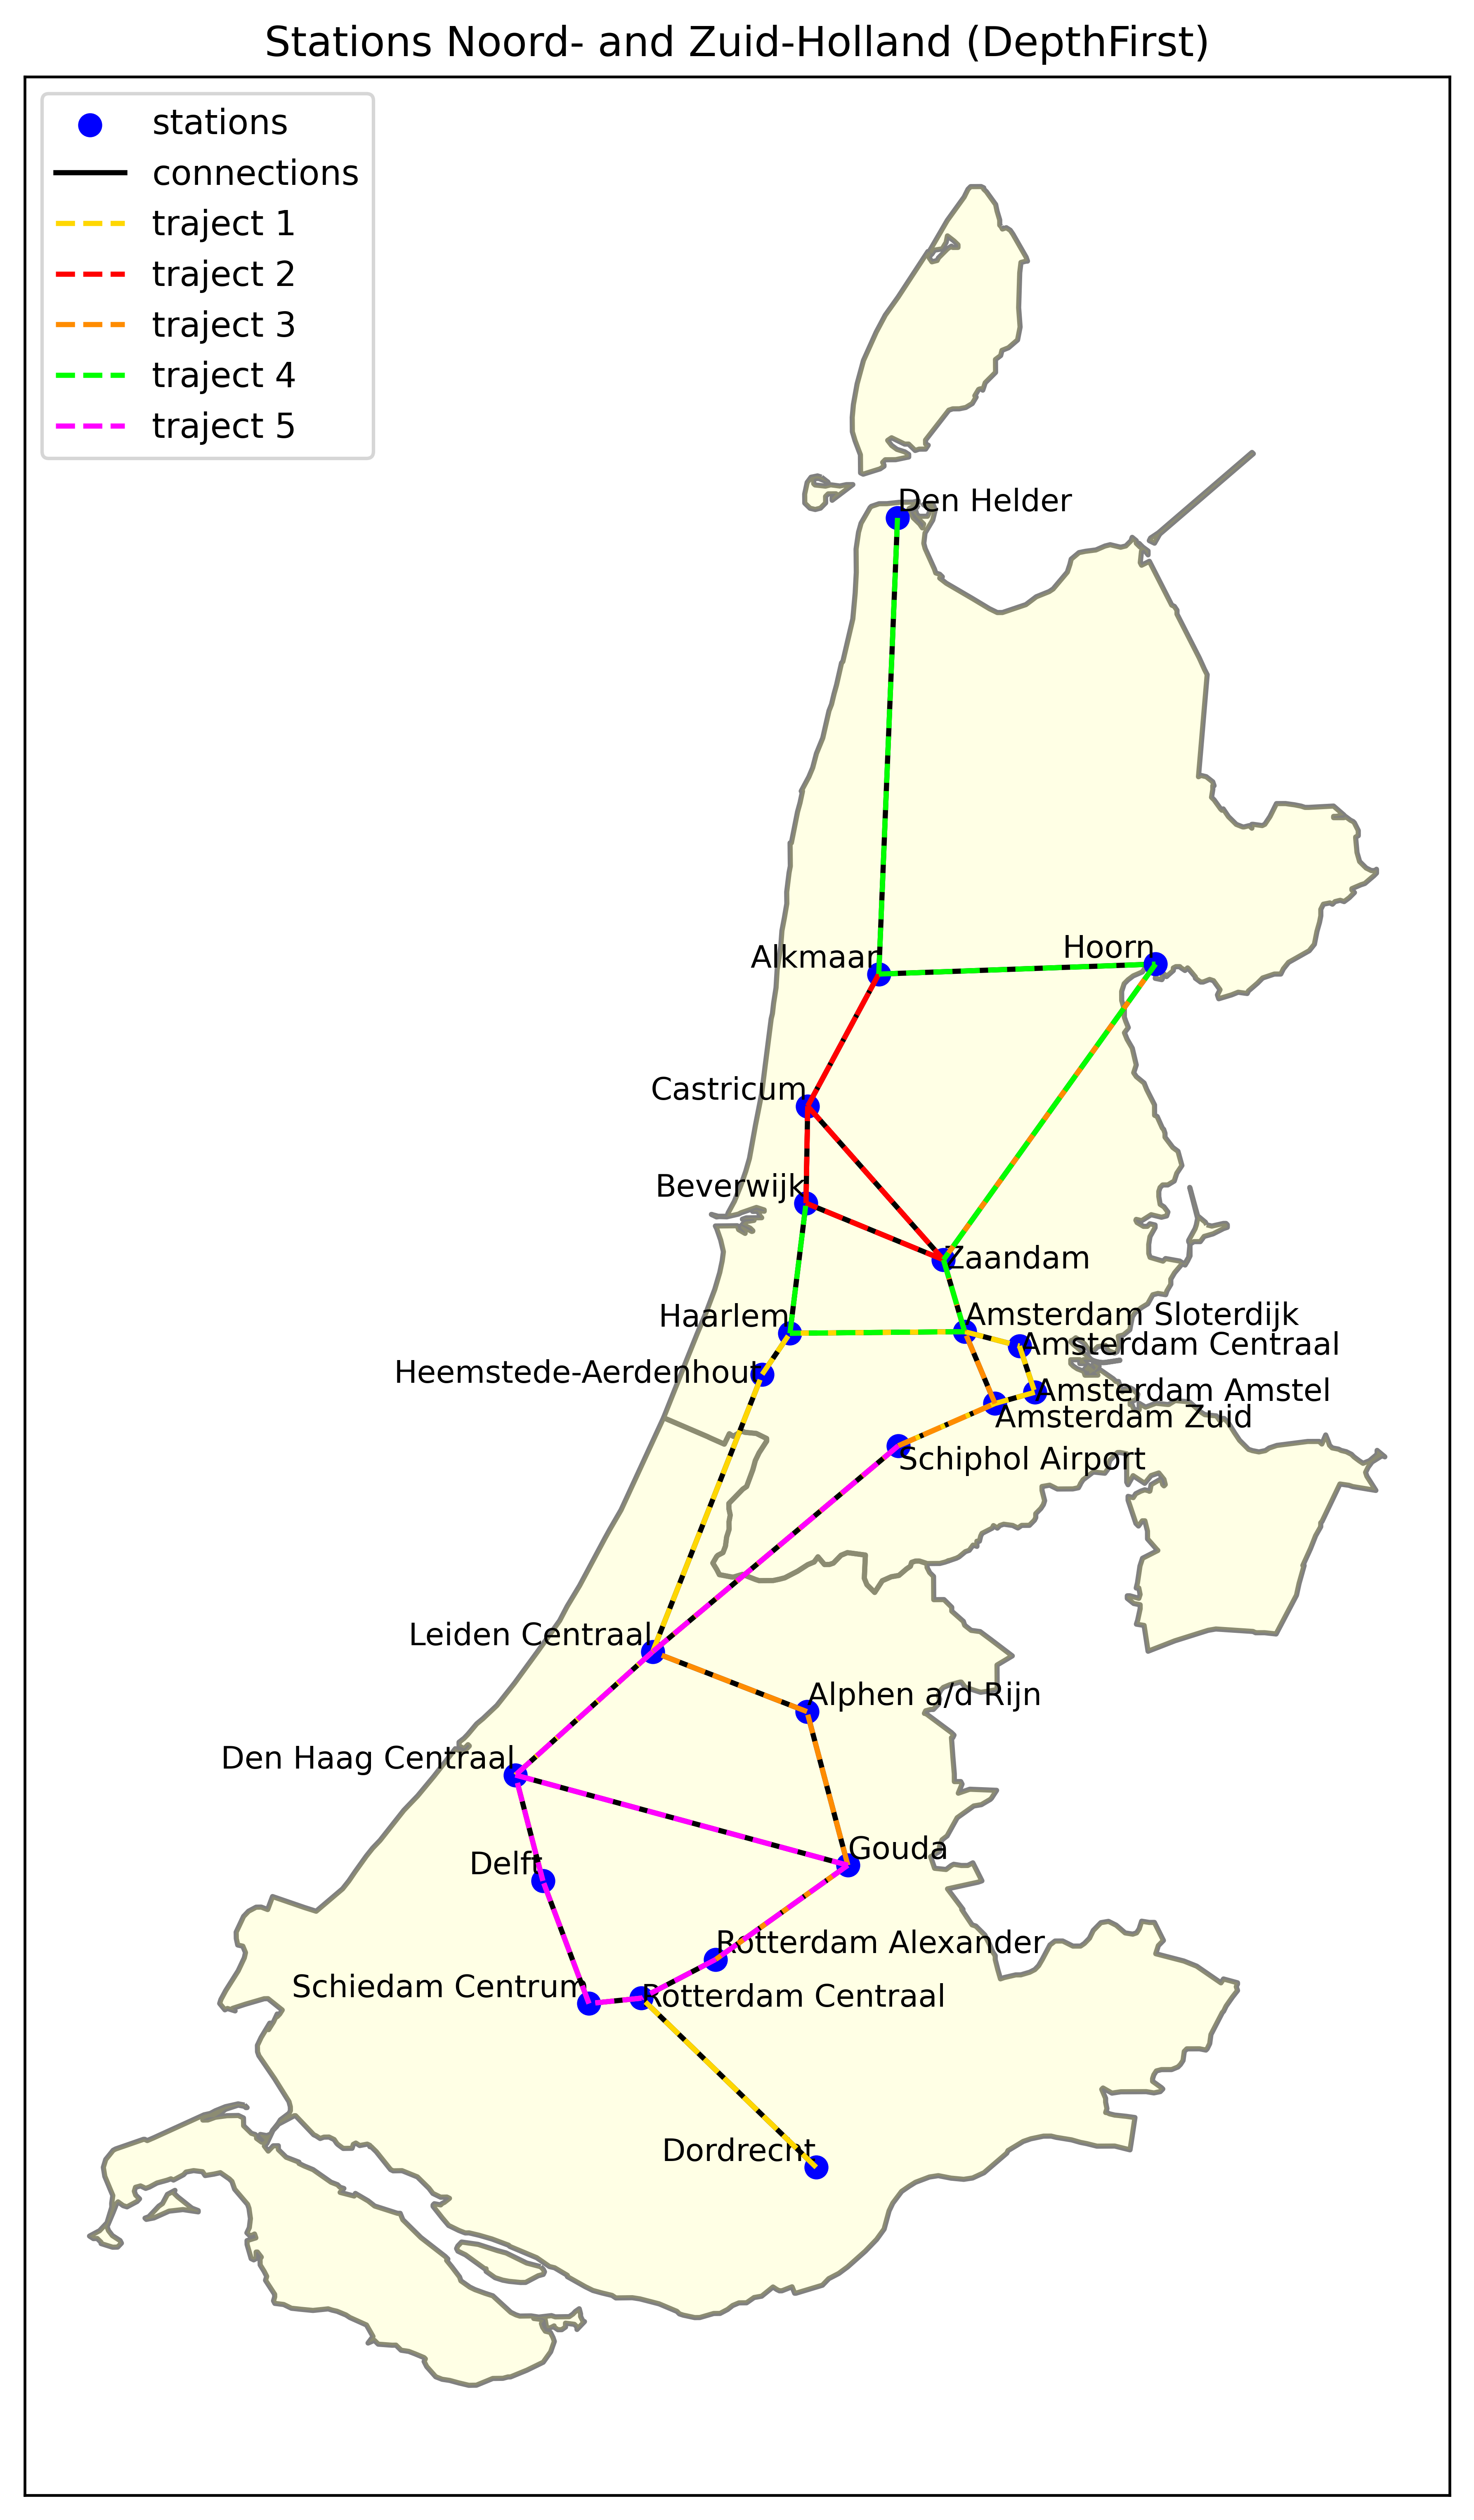 Stations Noord- and Zuid-Holland (DepthFirst)
stations
connections
traject 1
traject 2
traject 3
traject 4
traject 5
Den Helder
Hoorn
Alkmaar
Castricum
Beverwijk
Zaandam
Haarlem
Amsterdam Sloterdijk
Amsterdam Centraal
Heemstede-Aerdenhout
Amsterdam Amstel
Amsterdam Zuid
Schiphol Airport
Leiden Centraal
Alphen a/d Rijn
Den Haag Centraal
Gouda
Delft
Rotterdam Alexander
Schiedam Centrum
Rotterdam Centraal
Dordrecht